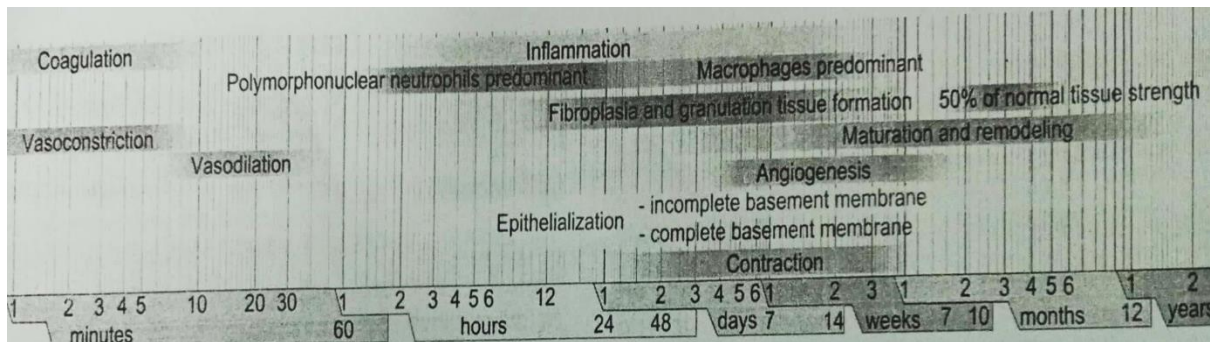 Coagulation
Inflammation
Polymorphonuclear neutrophils predominant
Macrophages predominant
Fibroplasia and granulation tissue formation
50% of normal tissue strength
Vasoconstriction
Maturation and remodeling
Vasodilation
Angiogenesis
Epithelialization
- incomplete basement membrane
- complete basement membrane
Contraction
1 2 3 4 5 10 20 30 1 2 3 4 5 6 12 1 2 3 4 5 6 1 2 3 1 2 3 4 5 6 1 2
minutes 60 hours 24 48 days 7 14 weeks 7 10 months 12 years